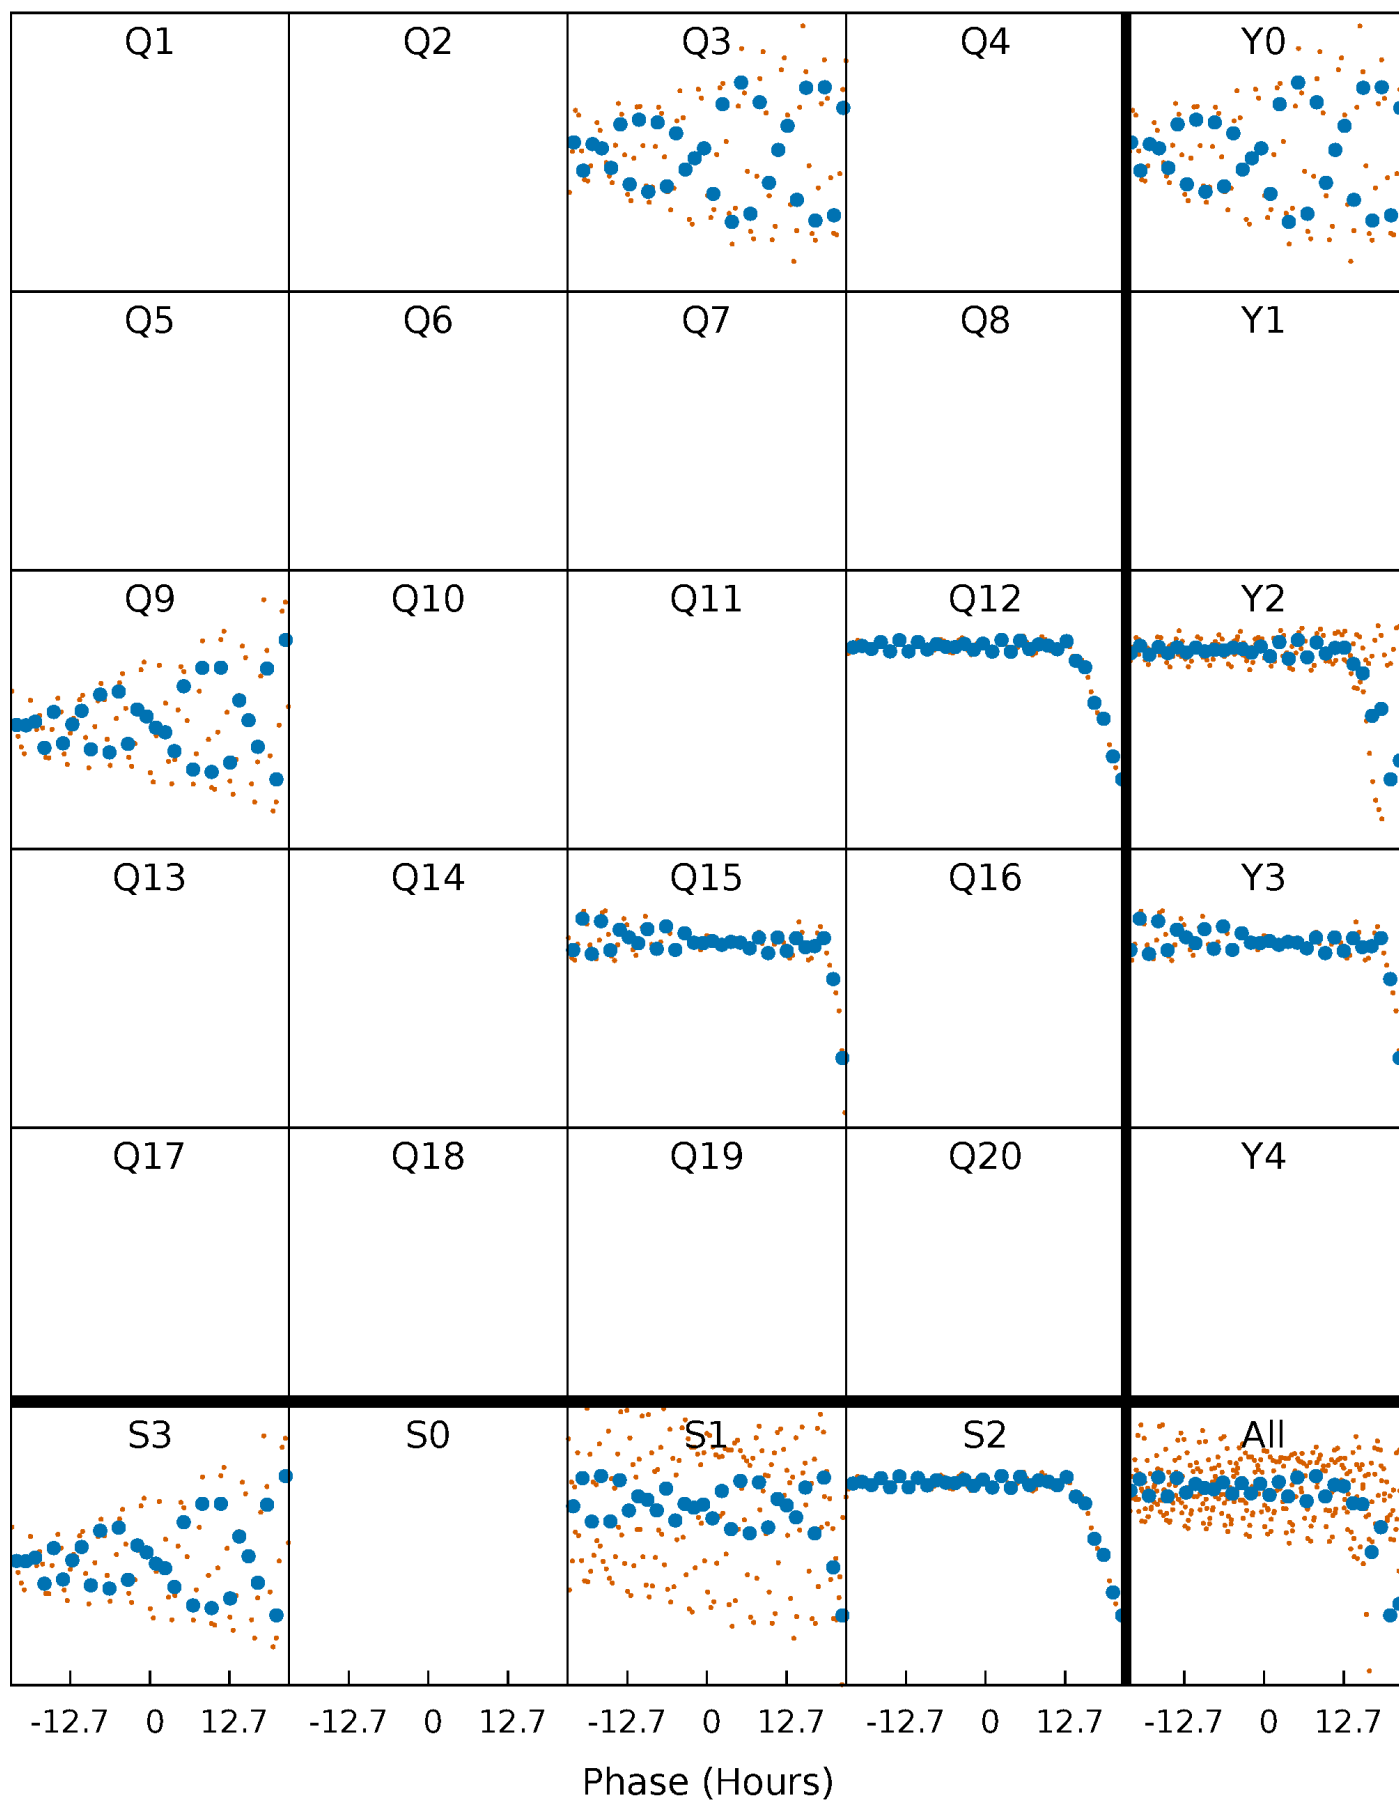 Q1 Q2 Q3 Q4 Y0
Q5 Q6 Q7 Q8 Y1
Q9 Q10 Q11 Q12 Y2
Q13 Q14 Q15 Q16 Y3
Q17 Q18 Q19 Q20 Y4
S3 S0 S1 S2 All
-12.7 0 12.7 -12.7 0 12.7 -12.7 0 12.7 -12.7 0 12.7 -12.7 0 12.7
Phase (Hours)